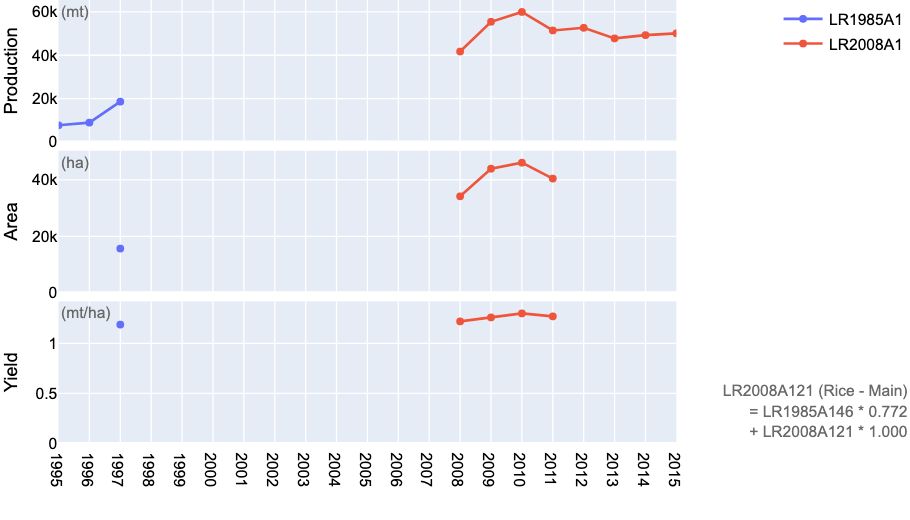 60k (mt)
40k
20k
0
Production
LR1985A1
LR2008A1
(ha)
40k
20k
0
Area
(mt/ha)
1
0.5
0
Yield
1995 1996 1997 1998 1999 2000 2001 2002 2003 2004 2005 2006 2007 2008 2009 2010 2011 2012 2013 2014 2015
LR2008A121 (Rice - Main)
= LR1985A146 * 0.772
+ LR2008A121 * 1.000